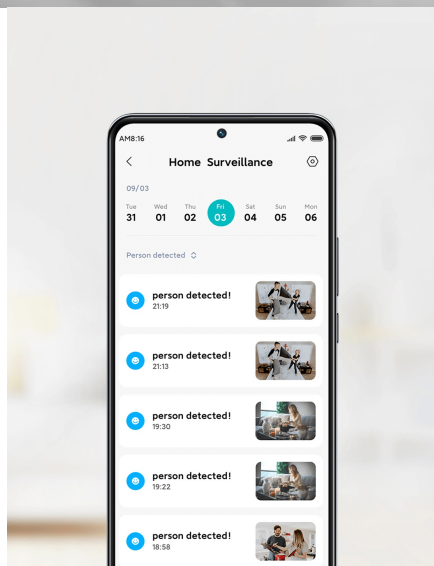 AM8:16
Home Surveillance
09/03
Tue Wed Thu Fri Sat Sun Mon
31 01 02 03 04 05 06
Person detected
person detected!
21:19
person detected!
21:13
person detected!
19:30
person detected!
19:22
person detected!
18:58